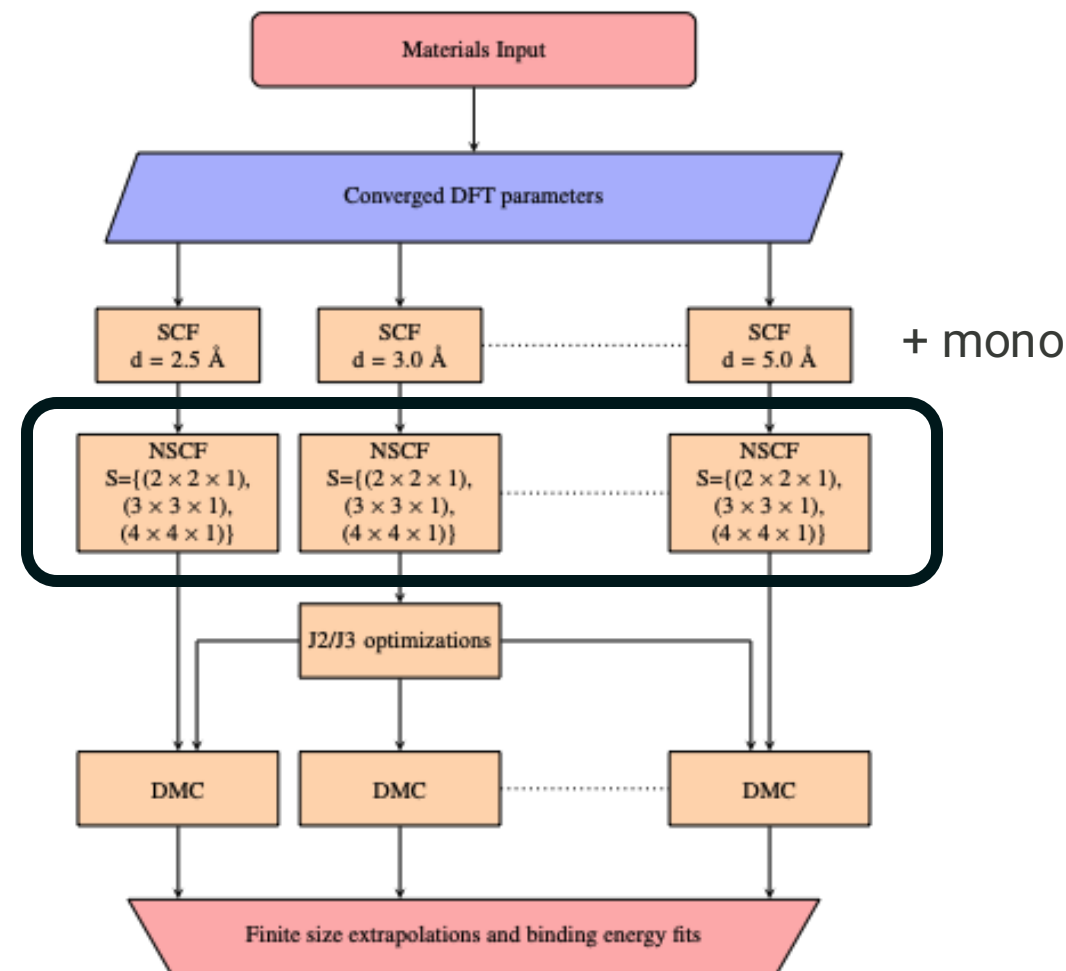 Materials Input
Converged DFT parameters
SCF
d = 2.5 Å
SCF
d = 3.0 Å
SCF
d = 5.0 Å
+ mono
NSCF
S={(2 × 2 × 1),
(3 × 3 × 1),
(4 × 4 × 1)}
NSCF
S={(2 × 2 × 1),
(3 × 3 × 1),
(4 × 4 × 1)}
NSCF
S={(2 × 2 × 1),
(3 × 3 × 1),
(4 × 4 × 1)}
J2/J3 optimizations
DMC
DMC
DMC
Finite size extrapolations and binding energy fits